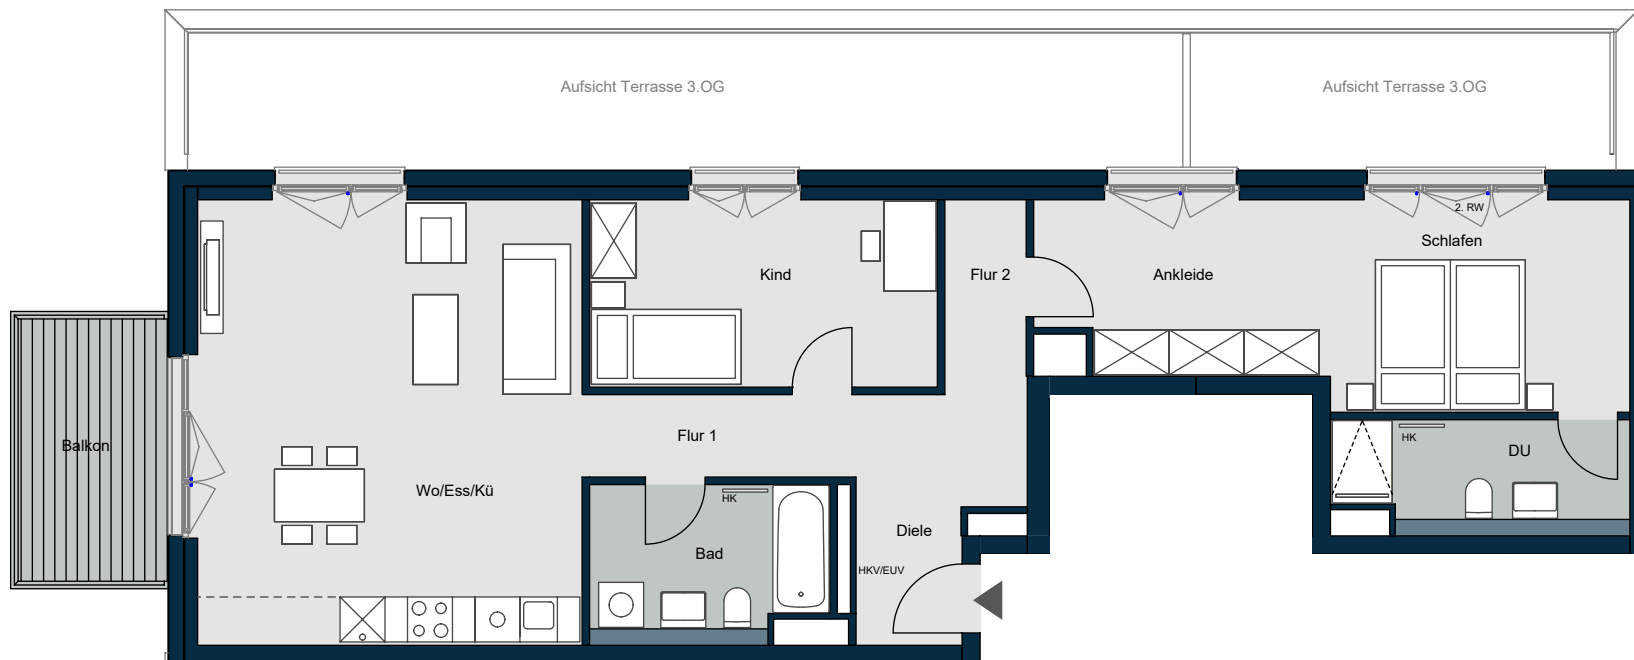 Aufsicht Terrasse 3.OG
Aufsicht Terrasse 3.OG
2. RW
Schlafen
Kind
Flur 2
Ankleide
Balkon
Flur 1
HK
DU
Wo/Ess/Kü
HK
Diele
Bad
HKV/EUV